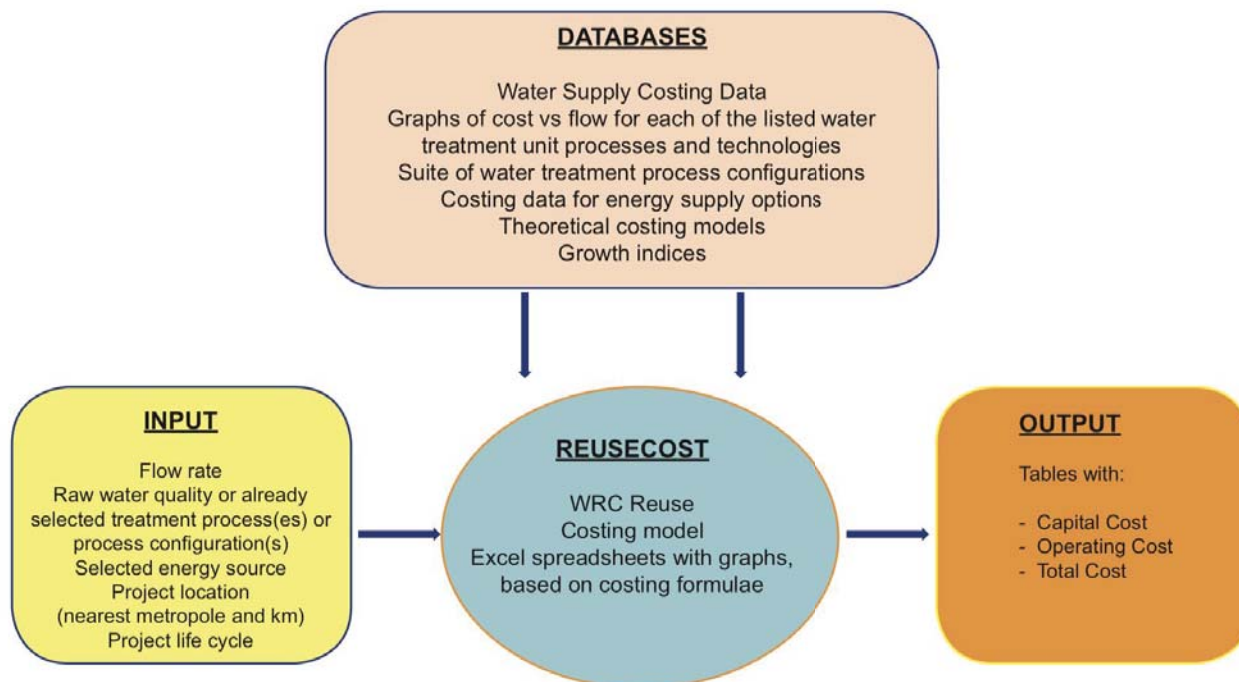 DATABASES
Water Supply Costing Data
Graphs of cost vs flow for each of the listed water
treatment unit processes and technologies
Suite of water treatment process configurations
Costing data for energy supply options
Theoretical costing models
Growth indices
INPUT
Flow rate
Raw water quality or already
selected treatment process(es) or
process configuration(s)
Selected energy source
Project location
(nearest metropole and km)
Project life cycle
REUSECOST
WRC Reuse
Costing model
Excel spreadsheets with graphs,
based on costing formulae
OUTPUT
Tables with:
- Capital Cost
- Operating Cost
- Total Cost